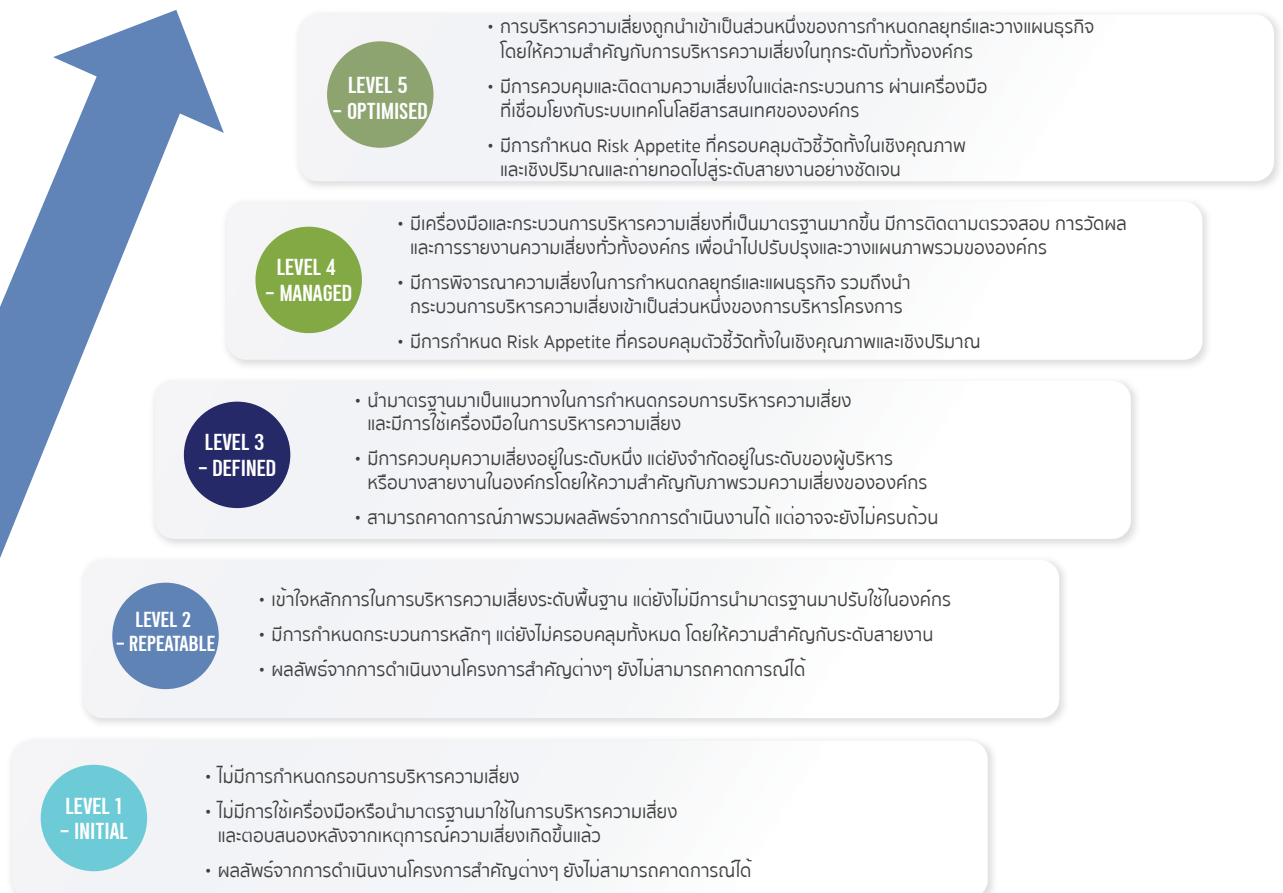 LEVEL 5
– OPTIMISED
• การบริหารความเสี่ยงถูกนำเข้าเป็นส่วนหนึ่งของการกำหนดกลยุทธ์และวางแผนธุรกิจ
โดยให้ความสำคัญกับการบริหารความเสี่ยงในทุกระดับทั่วทั้งองค์กร
• มีการควบคุมและติดตามความเสี่ยงในแต่ละกระบวนการ ผ่านเครื่องมือ
ที่เชื่อมโยงกับระบบเทคโนโลยีสารสนเทศขององค์กร
• มีการกำหนด Risk Appetite ที่ครอบคลุมตัวชี้วัดทั้งในเชิงคุณภาพ
และเชิงปริมาณและถ่ายทอดไปสู่ระดับสายงานอย่างชัดเจน
LEVEL 4
– MANAGED
• มีเครื่องมือและกระบวนการบริหารความเสี่ยงที่เป็นมาตรฐานมากขึ้น มีการติดตามตรวจสอบ การวัดผล
และการรายงานความเสี่ยงทั่วทั้งองค์กร เพื่อนำไปปรับปรุงและวางแผนภาพรวมขององค์กร
• มีการพิจารณาความเสี่ยงในการกำหนดกลยุทธ์และแผนธุรกิจ รวมถึงนำ
กระบวนการบริหารความเสี่ยงเข้าเป็นส่วนหนึ่งของการบริหารโครงการ
• มีการกำหนด Risk Appetite ที่ครอบคลุมตัวชี้วัดทั้งในเชิงคุณภาพและเชิงปริมาณ
LEVEL 3
– DEFINED
• นำมาตรฐานมาเป็นแนวทางในการกำหนดกรอบการบริหารความเสี่ยง
และมีการใช้เครื่องมือในการบริหารความเสี่ยง
• มีการควบคุมความเสี่ยงอยู่ในระดับหนึ่ง แต่ยังจำกัดอยู่ในระดับของผู้บริหาร
หรือบางสายงานในองค์กรโดยให้ความสำคัญกับภาพรวมความเสี่ยงขององค์กร
• สามารถคาดการณ์ภาพรวมผลลัพธ์จากการดำเนินงานได้ แต่อาจจะยังไม่ครบถ้วน
LEVEL 2
– REPEATABLE
• เข้าใจหลักการในการบริหารความเสี่ยงระดับพื้นฐาน แต่ยังไม่มีการนำมาตรฐานมาปรับใช้ในองค์กร
• มีการกำหนดกระบวนการหลักๆ แต่ยังไม่ครอบคลุมทั้งหมด โดยให้ความสำคัญกับระดับสายงาน
• ผลลัพธ์จากการดำเนินงานโครงการสำคัญต่างๆ ยังไม่สามารถคาดการณ์ได้
LEVEL 1
– INITIAL
• ไม่มีการกำหนดกรอบการบริหารความเสี่ยง
• ไม่มีการใช้เครื่องมือหรือนำมาตรฐานมาใช้ในการบริหารความเสี่ยง
และตอบสนองหลังจากเหตุการณ์ความเสี่ยงเกิดขึ้นแล้ว
• ผลลัพธ์จากการดำเนินงานโครงการสำคัญต่างๆ ยังไม่สามารถคาดการณ์ได้